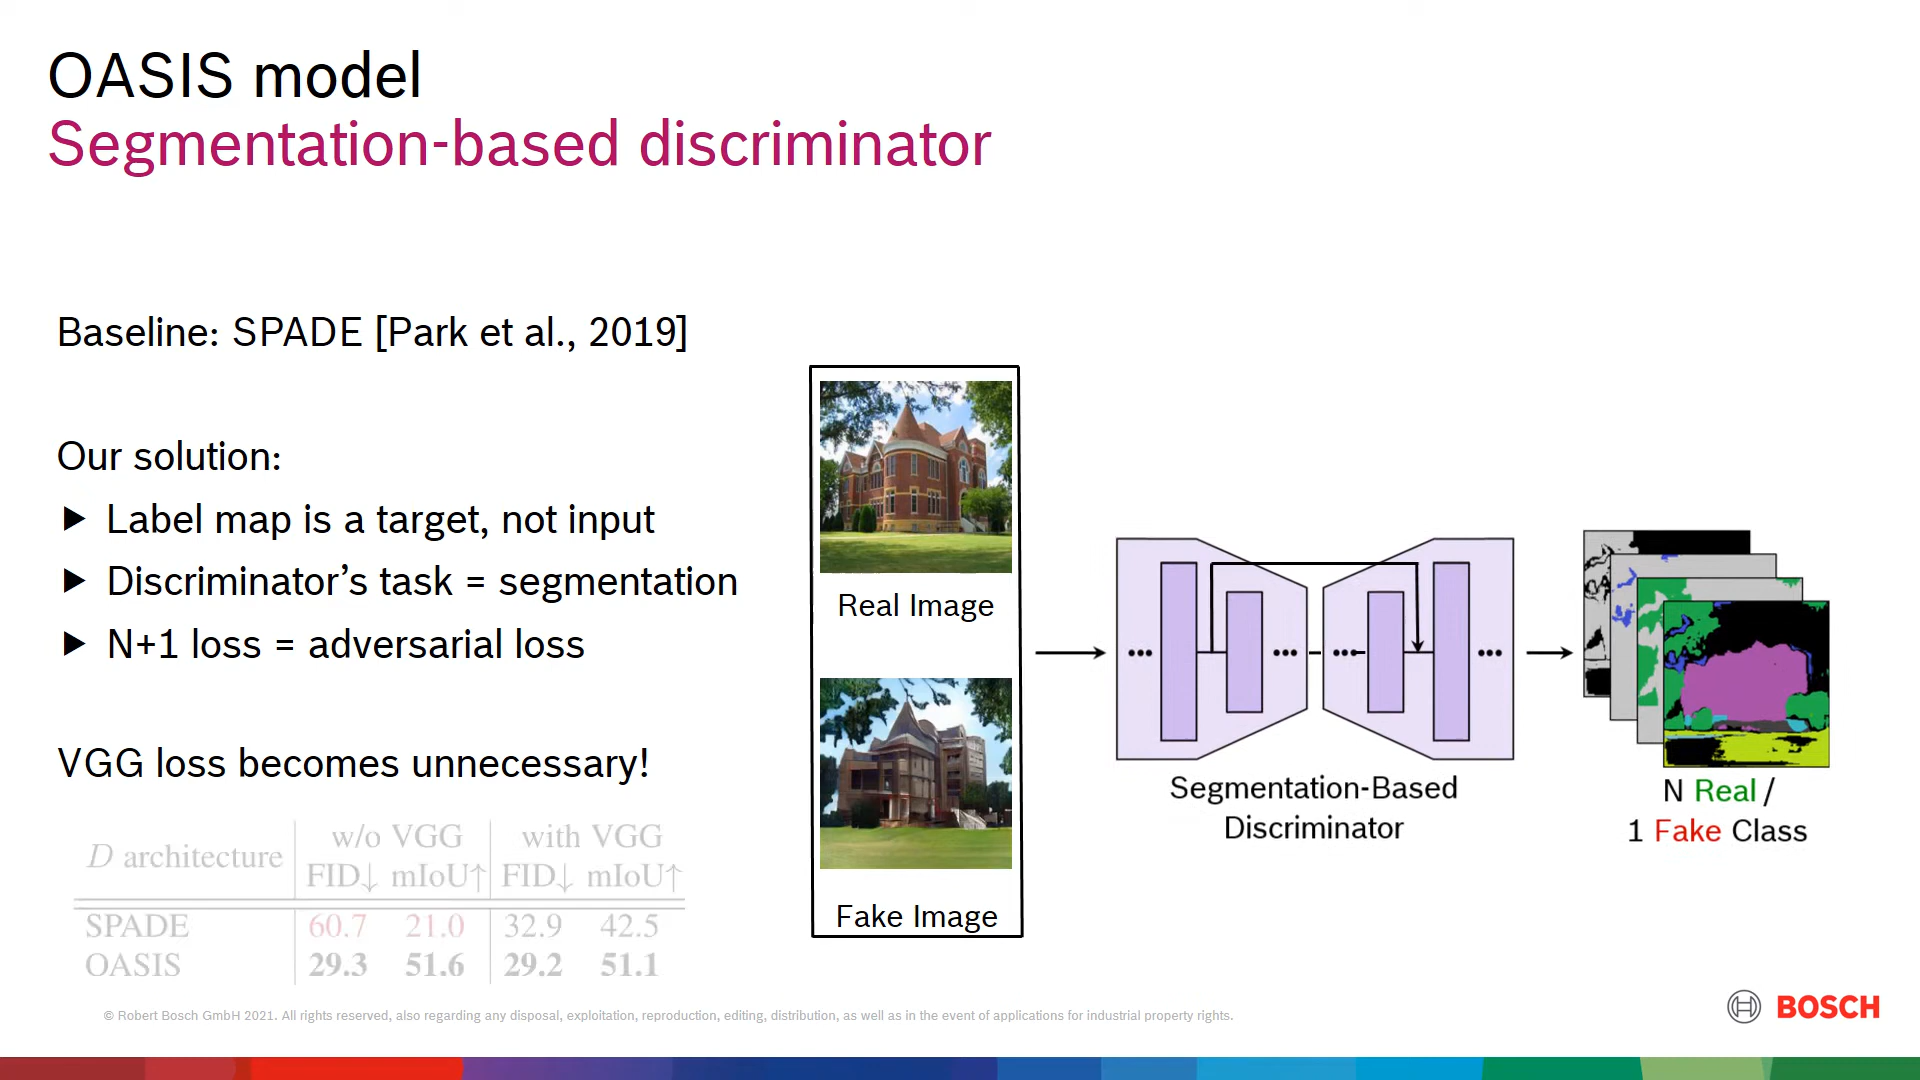 OASIS model
Segmentation-based discriminator
Baseline: SPADE [Park et al., 2019]
Our solution:
▶ Label map is a target, not input
▶ Discriminator’s task = segmentation
▶ N+1 loss = adversarial loss
VGG loss becomes unnecessary!
D architecture w/o VGG with VGG
FID↓ mIoU↑ FID↓ mIoU↑
SPADE 60.7 21.0 32.9 42.5
OASIS 29.3 51.6 29.2 51.1
Real Image
Fake Image
Segmentation-Based
Discriminator
N Real /
1 Fake Class
© Robert Bosch GmbH 2021. All rights reserved, also regarding any disposal, exploitation, reproduction, editing, distribution, as well as in the event of applications for industrial property rights.
BOSCH